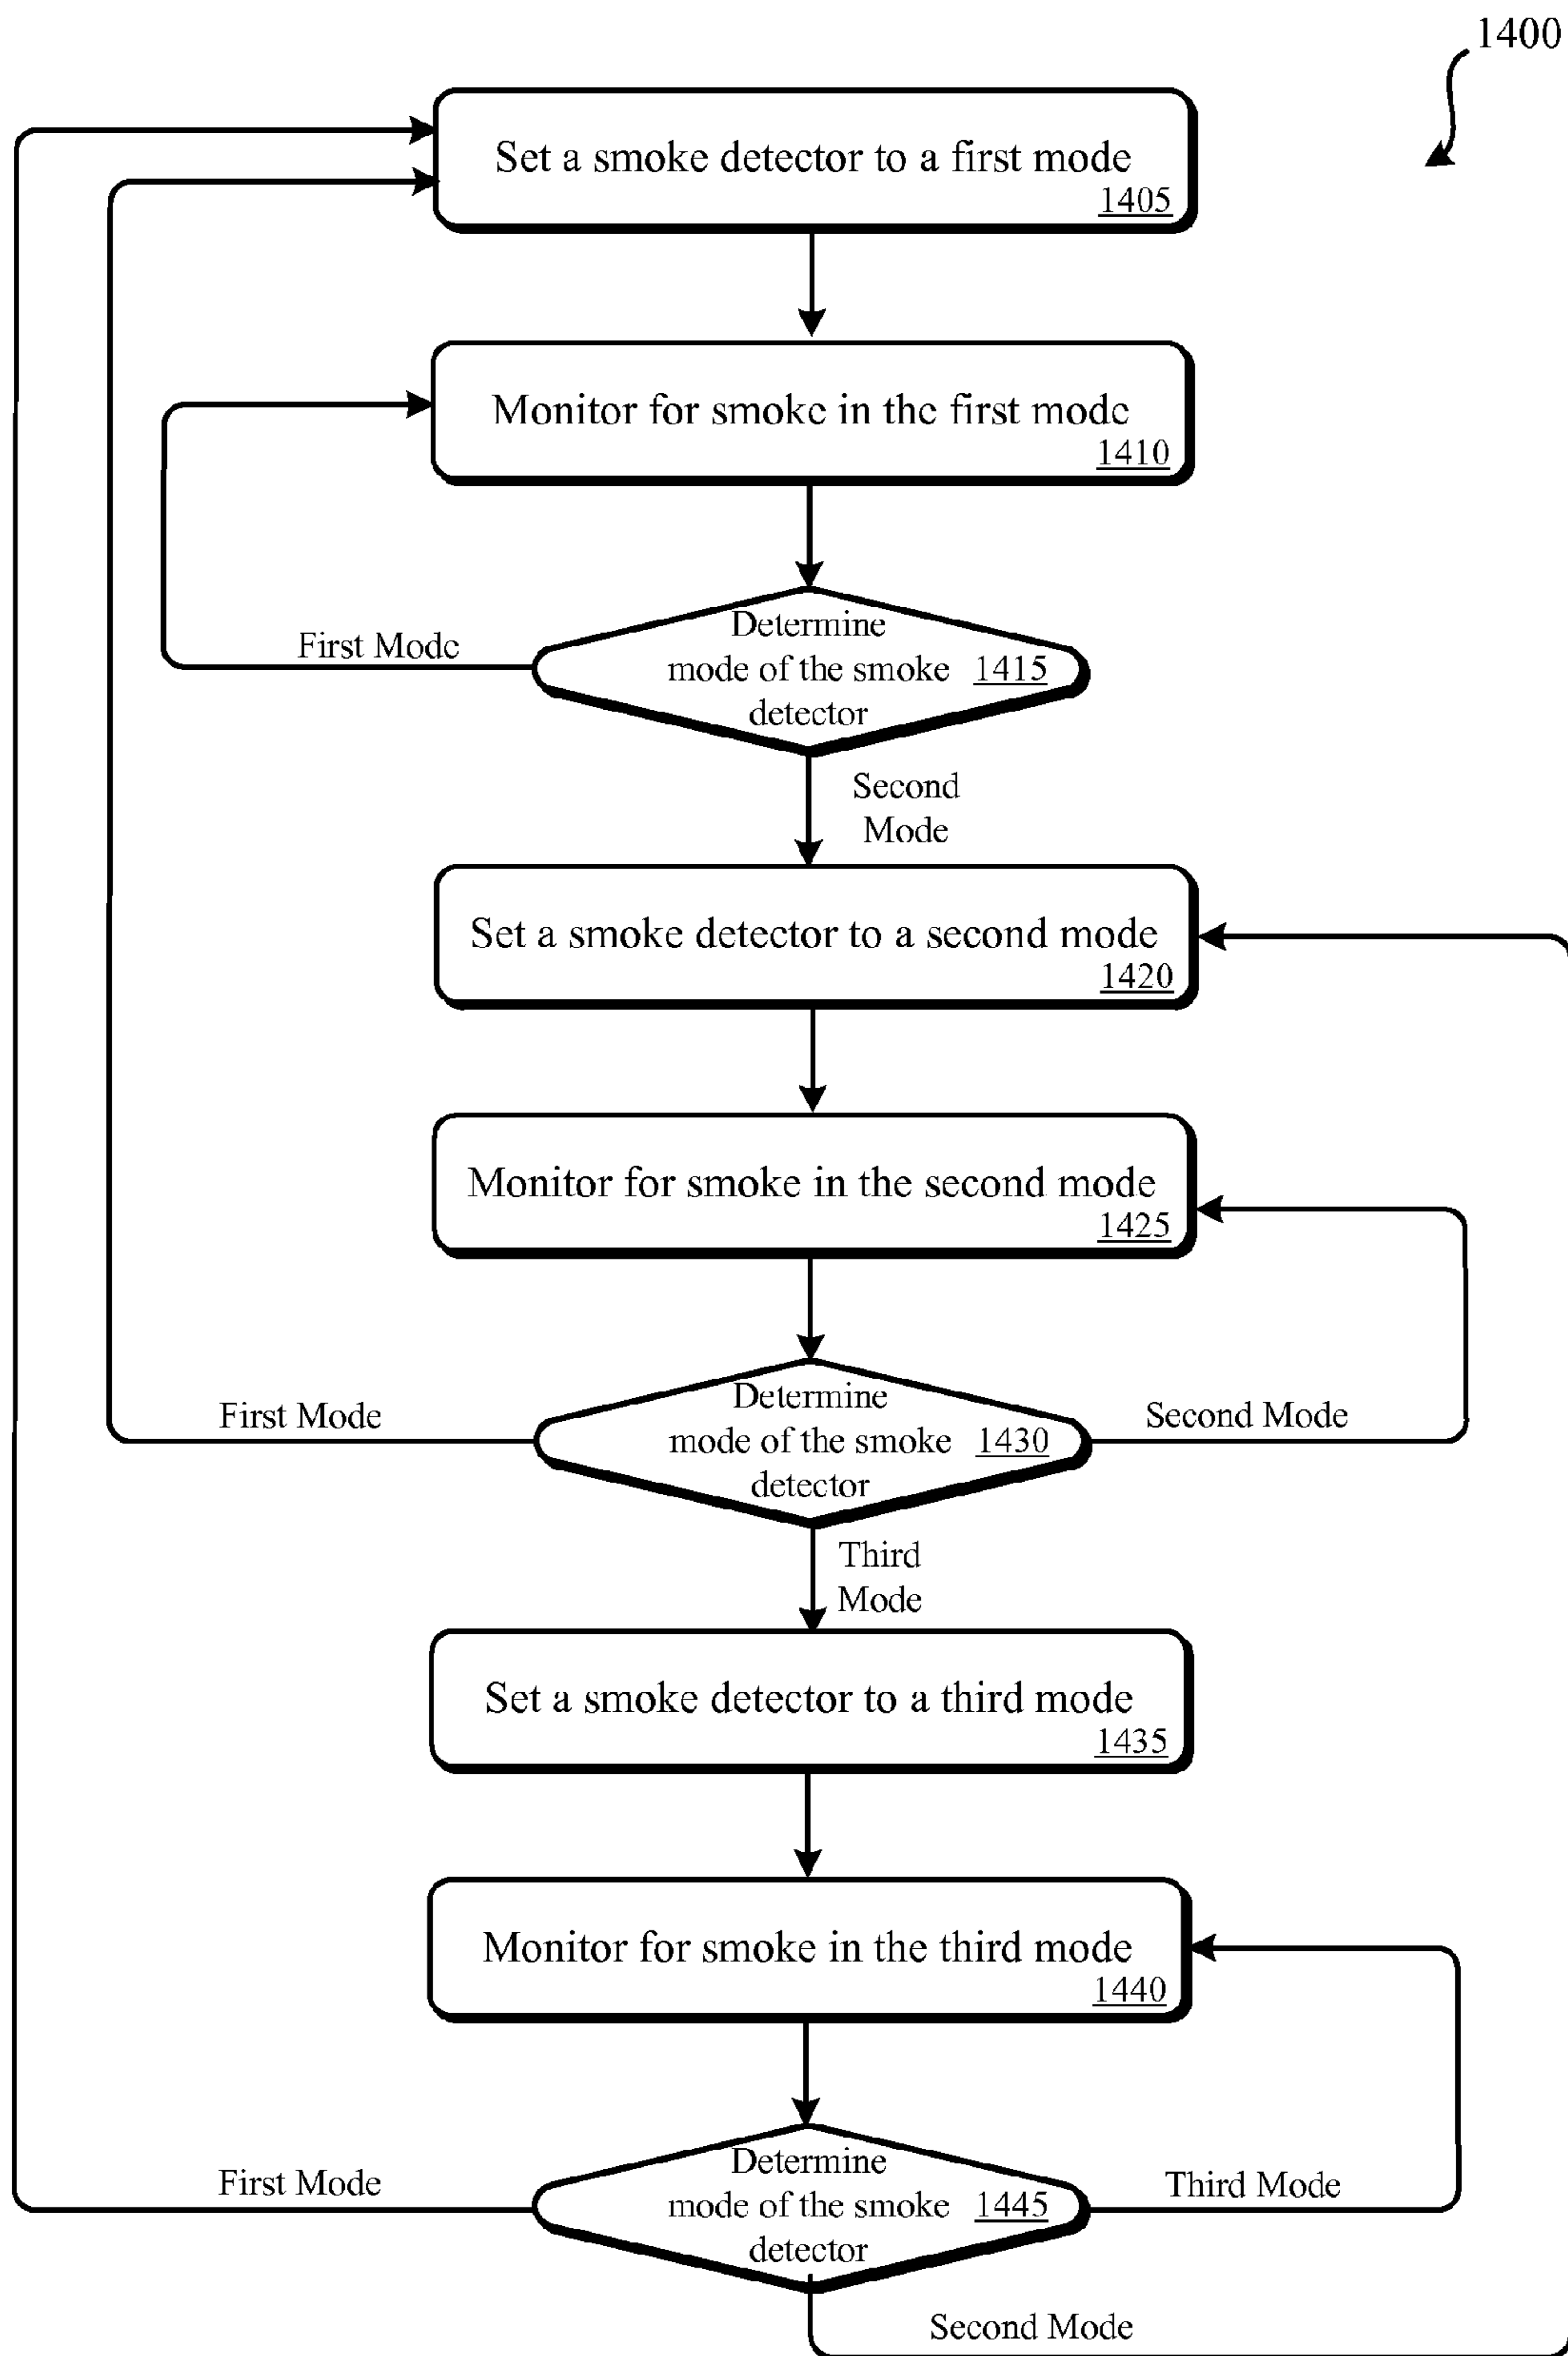 1400
Set a smoke detector to a first mode
1405
Monitor for smoke in the first mode
1410
Determine
mode of the smoke 1415
detector
First Mode
Second
Mode
Set a smoke detector to a second mode
1420
Monitor for smoke in the second mode
1425
Determine
mode of the smoke 1430
detector
First Mode
Second Mode
Third
Mode
Set a smoke detector to a third mode
1435
Monitor for smoke in the third mode
1440
Determine
mode of the smoke 1445
detector
First Mode
Third Mode
Second Mode